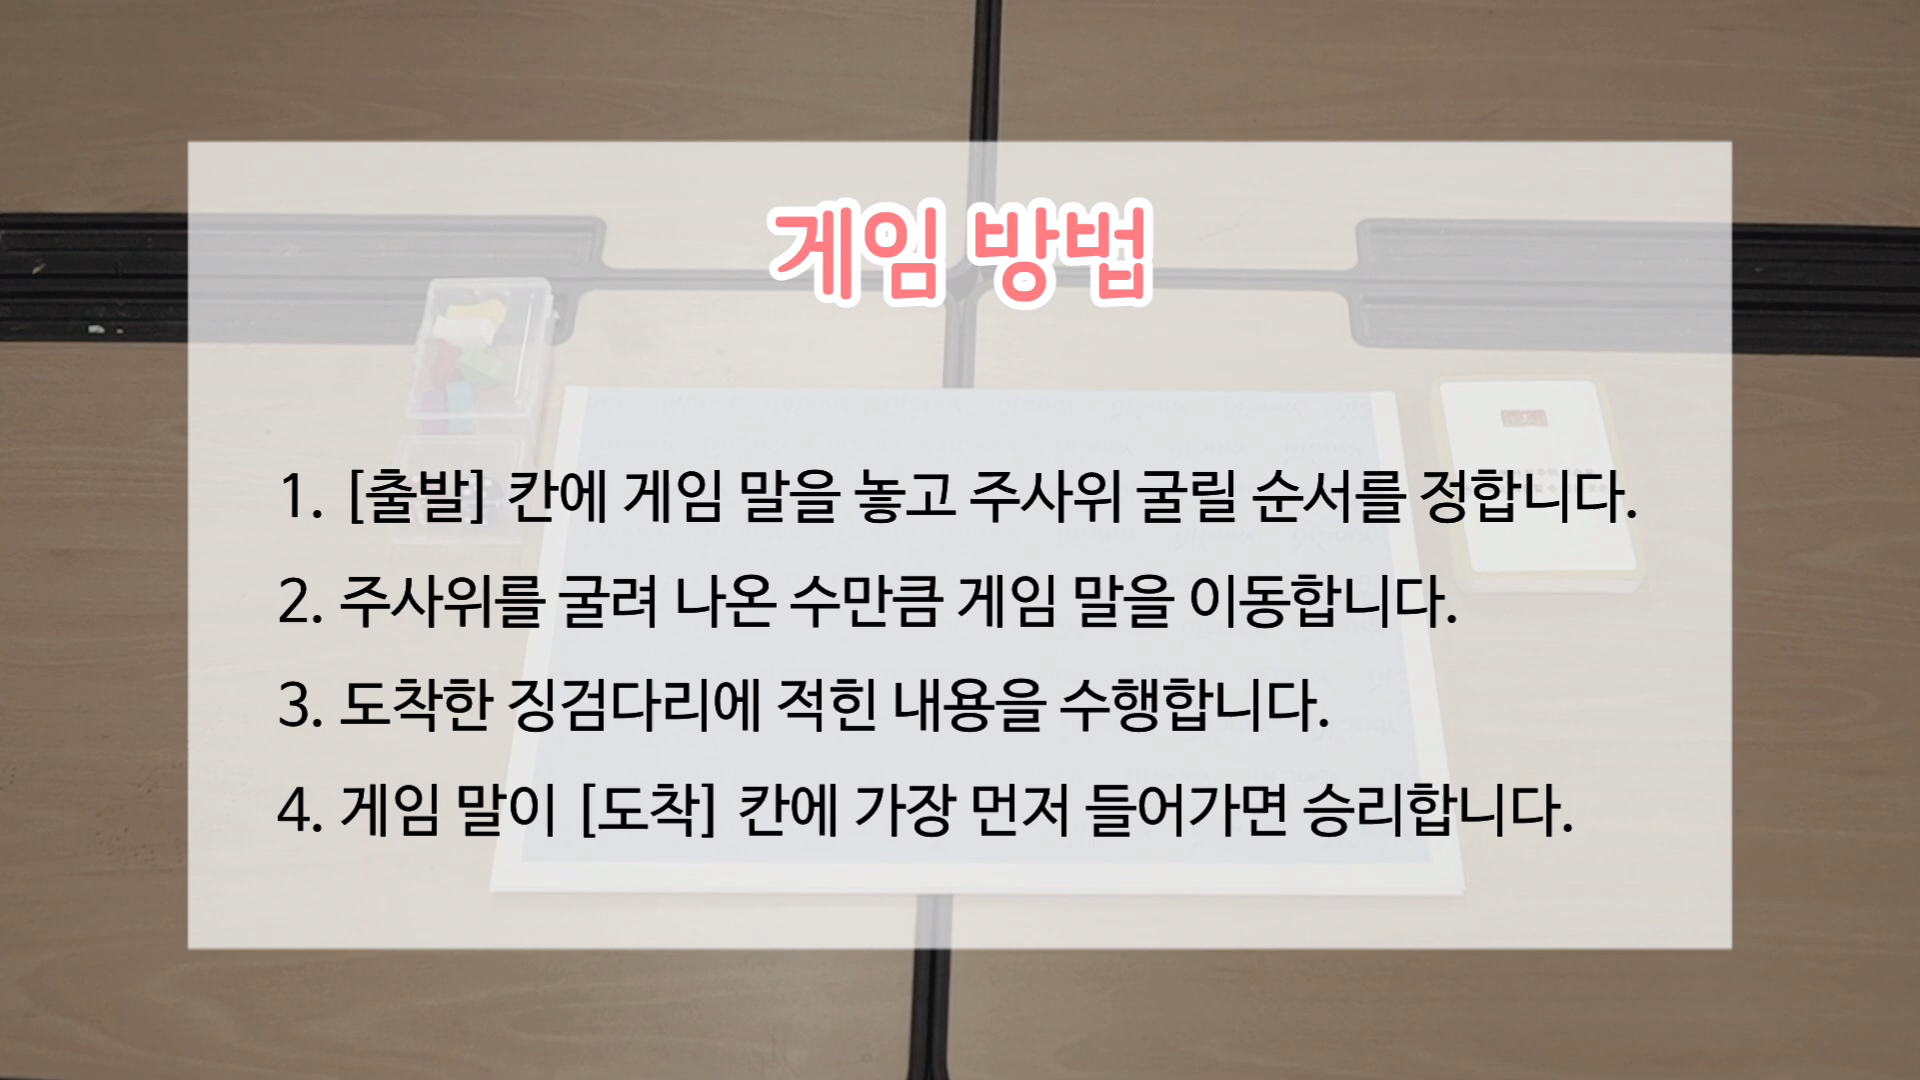 게임 방법
1. [출발] 칸에 게임 말을 놓고 주사위 굴릴 순서를 정합니다.
2. 주사위를 굴려 나온 수만큼 게임 말을 이동합니다.
3. 도착한 징검다리에 적힌 내용을 수행합니다.
4. 게임 말이 [도착] 칸에 가장 먼저 들어가면 승리합니다.